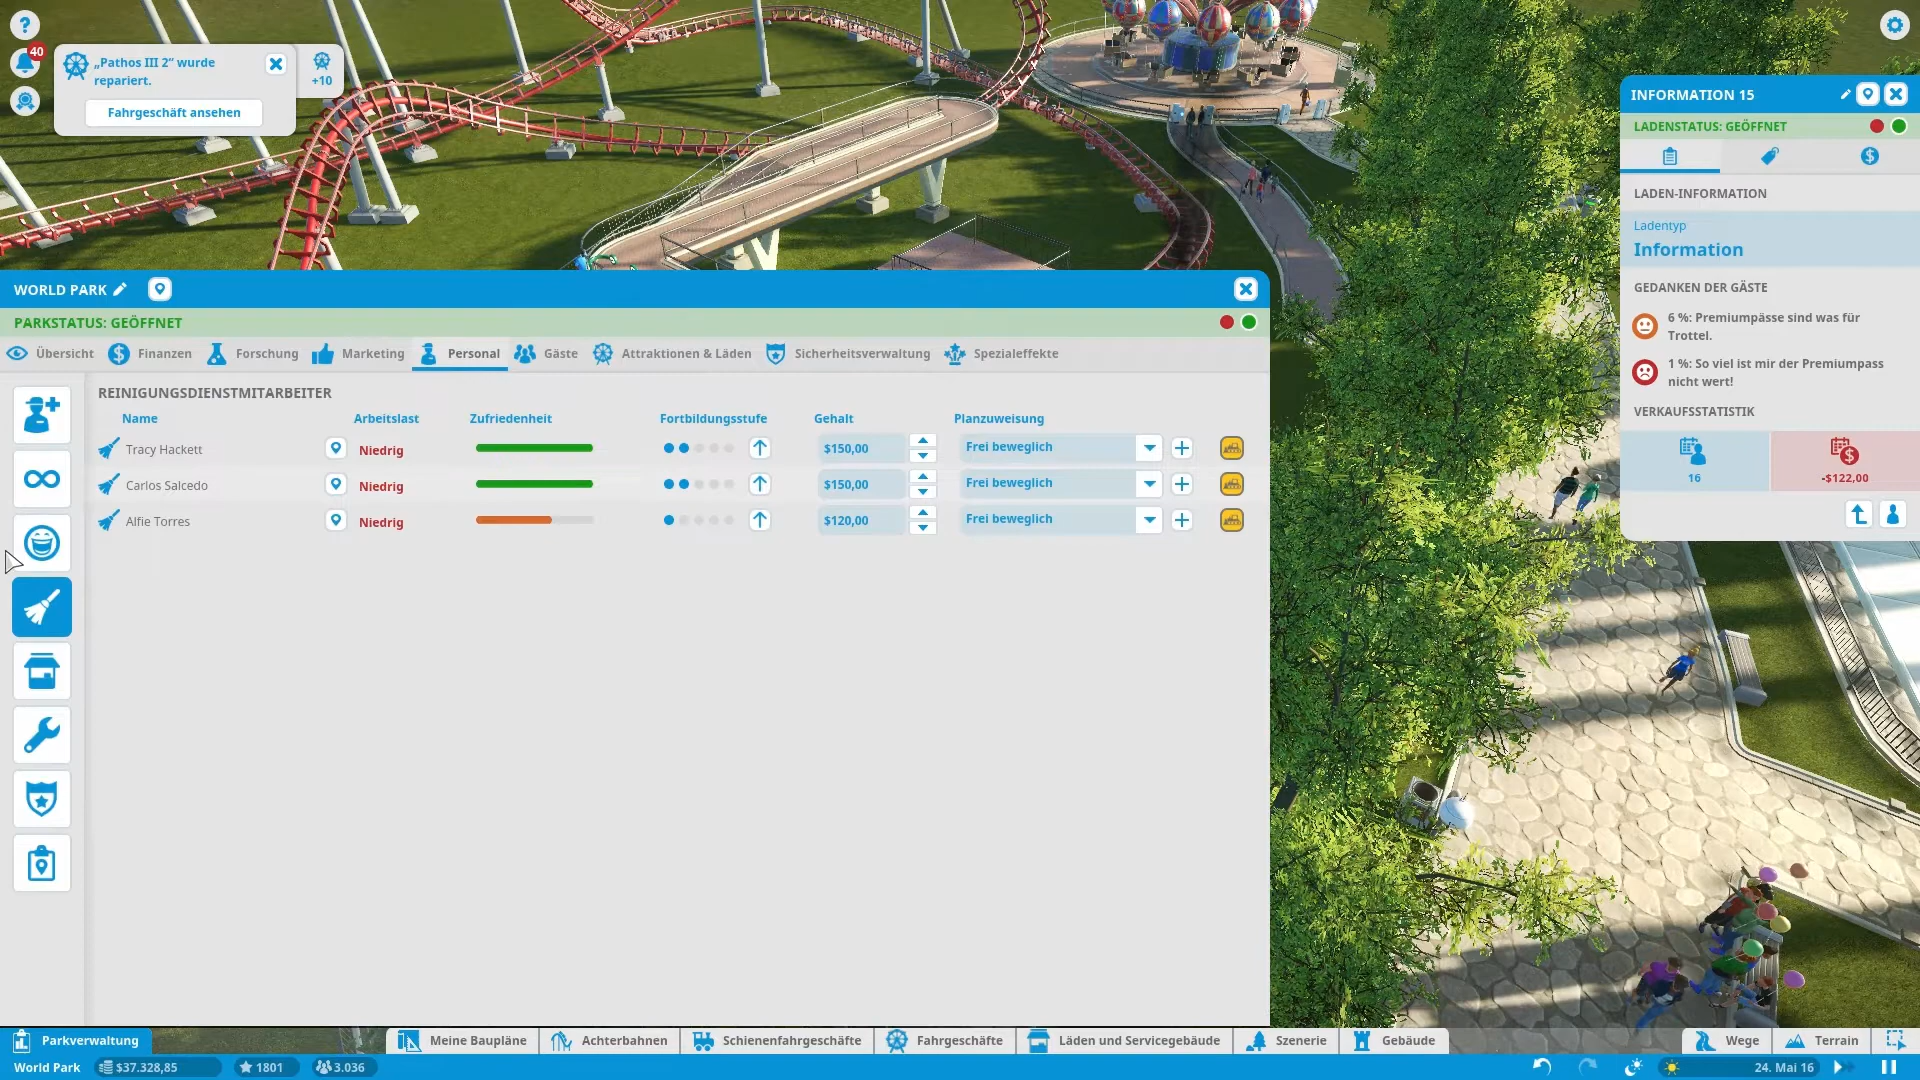 ?
40
„Pathos III 2“ wurde
repariert.
+10
Fahrgeschäft ansehen
INFORMATION 15
LADENSTATUS: GEÖFFNET
LADEN-INFORMATION
Ladentyp
Information
GEDANKEN DER GÄSTE
6 %: Premiumpässe sind was für
Trottel.
1 %: So viel ist mir der Premiumpass
nicht wert!
VERKAUFSSTATISTIK
16
-$122,00
WORLD PARK
PARKSTATUS: GEÖFFNET
Übersicht
Finanzen
Forschung
Marketing
Personal
Gäste
Attraktionen & Läden
Sicherheitsverwaltung
Spezialeffekte
REINIGUNGSDIENSTMITARBEITER
Name Arbeitslast Zufriedenheit Fortbildungsstufe Gehalt Planzuweisung
Tracy Hackett Niedrig $150,00 Frei beweglich
Carlos Salcedo Niedrig $150,00 Frei beweglich
Alfie Torres Niedrig $120,00 Frei beweglich
Parkverwaltung
Meine Baupläne
Achterbahnen
Schienenfahrgeschäfte
Fahrgeschäfte
Läden und Servicegebäude
Szenerie
Gebäude
Wege
Terrain
World Park
$37.328,85
1801
3.036
24. Mai 16